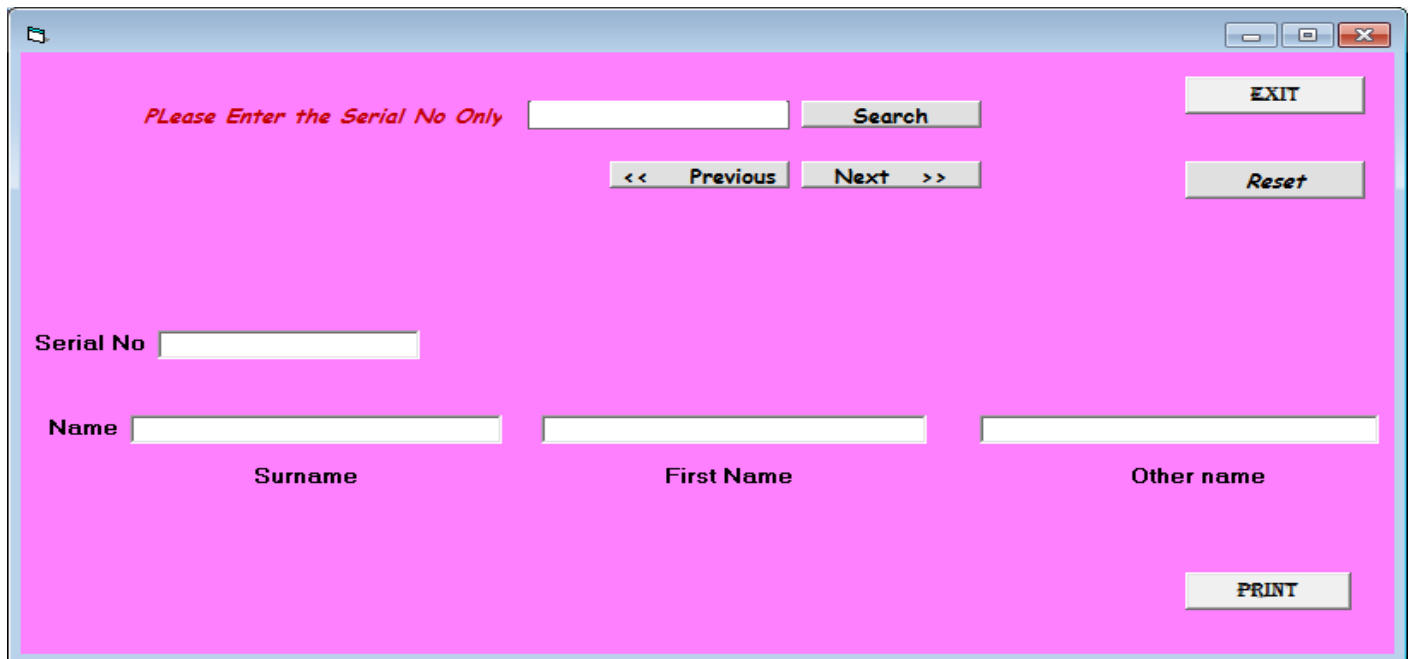 PLease Enter the Serial No Only Search EXIT
<< Previous Next >> Reset
Serial No
Name
Surname First Name Other name
PRINT